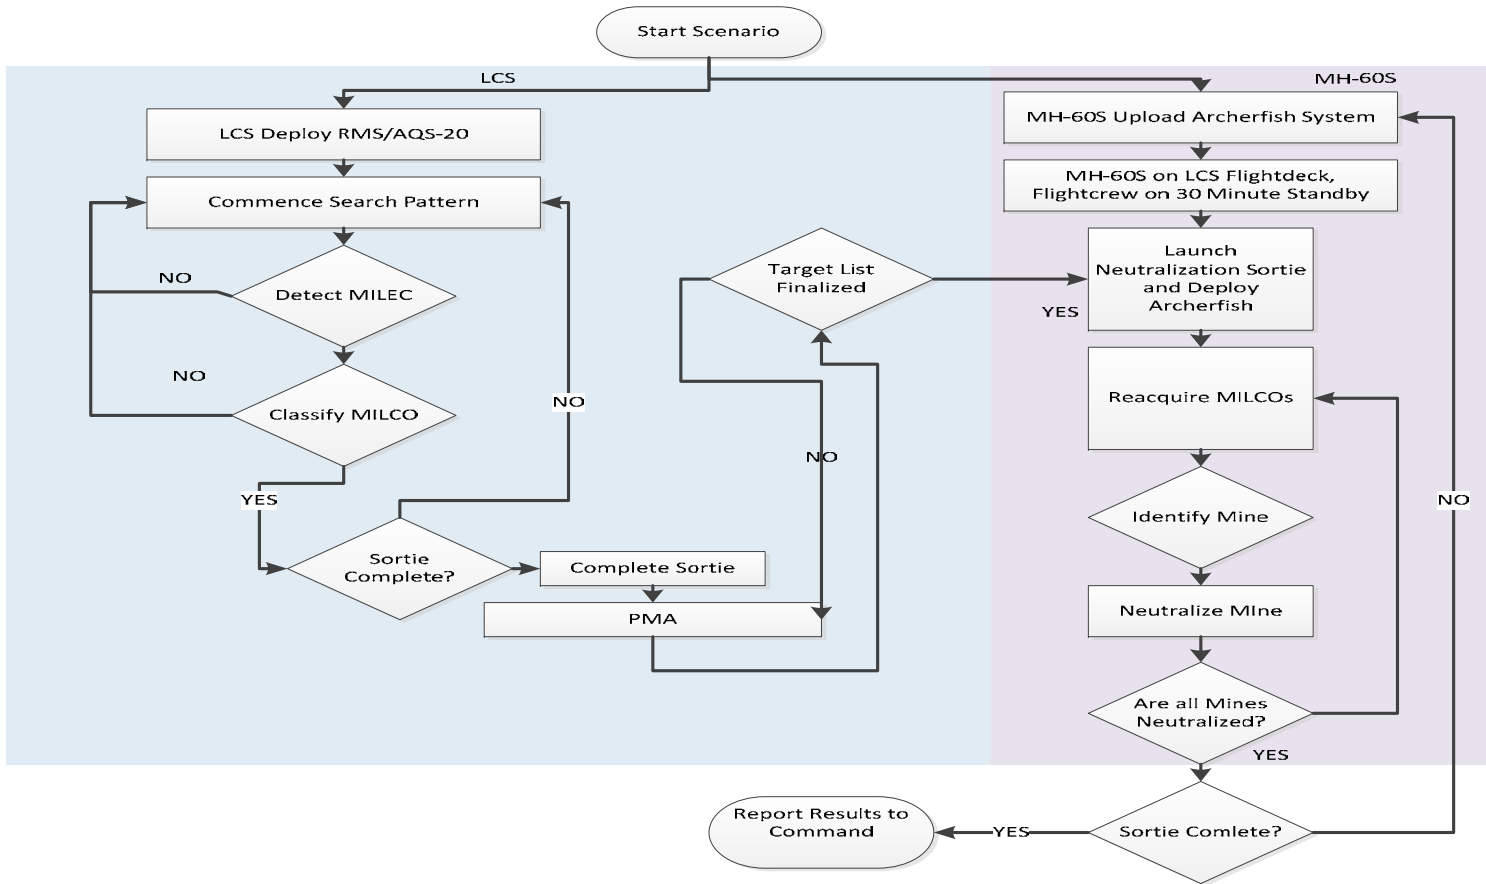 Start Scenario
LCS
MH-60S
LCS Deploy RMS/AQS-20
Commence Search Pattern
NO
Detect MILEC
NO
Classify MILCO
YES
NO
Sortie
Complete?
Complete Sortie
PMA
Target List
Finalized
NO
YES
MH-60S Upload Archerfish System
MH-60S on LCS Flightdeck,
Flightcrew on 30 Minute Standby
Launch
Neutralization Sortie
and Deploy
Archerfish
Reacquire MILCOs
Identify Mine
Neutralize MIne
Are all Mines
Neutralized?
YES
NO
Sortie Comlete?
YES
Report Results to
Command